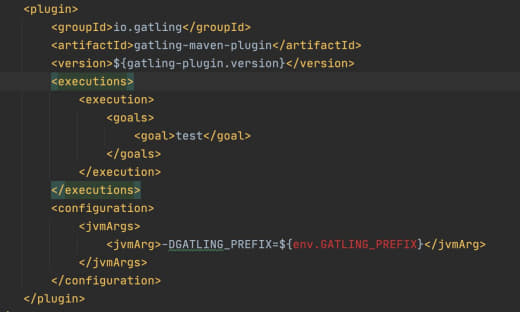 <plugin>
<groupId>io.gatling</groupId>
<artifactId>gatling-maven-plugin</artifactId>
<version>${gatling-plugin.version}</version>
<executions>
<execution>
<goals>
<goal>test</goal>
</goals>
</execution>
</executions>
<configuration>
<jvmArgs>
<jvmArg>-DGATLING_PREFIX=${env.GATLING_PREFIX}</jvmArg>
</jvmArgs>
</configuration>
</plugin>